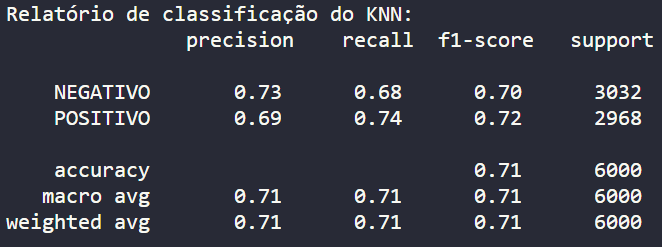 Relatório de classificação do KNN:
precision recall f1-score support
NEGATIVO 0.73 0.68 0.70 3032
POSITIVO 0.69 0.74 0.72 2968
accuracy 0.71 6000
macro avg 0.71 0.71 0.71 6000
weighted avg 0.71 0.71 0.71 6000